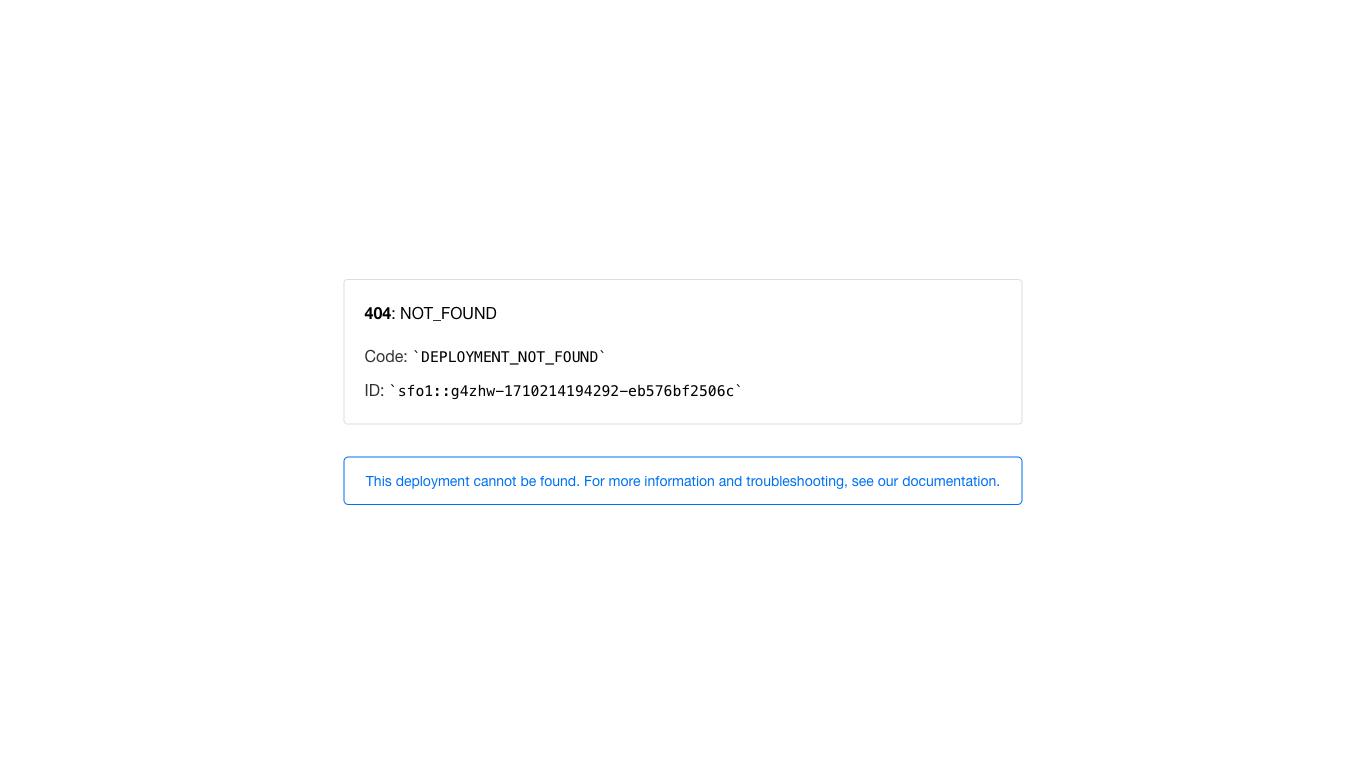 404: NOT_FOUND
Code: `DEPLOYMENT_NOT_FOUND`
ID: `sfo1::g4zhw-1710214194292-eb576bf2506c`
This deployment cannot be found. For more information and troubleshooting, see our documentation.